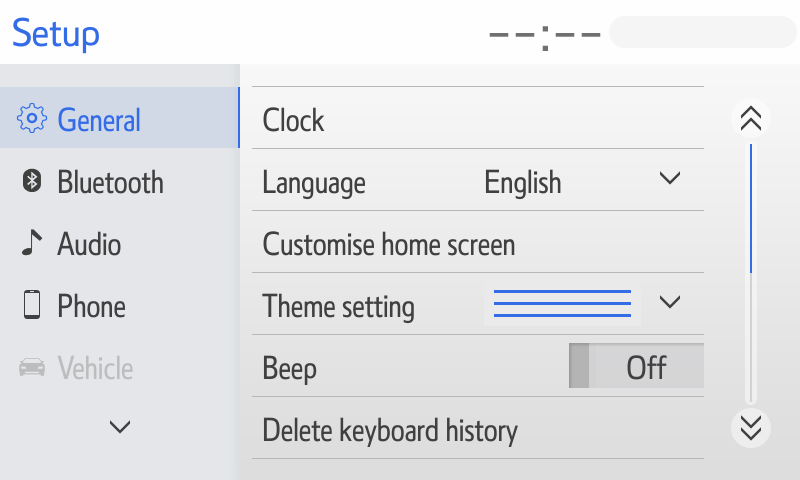 Setup
--:--
General
Bluetooth
Audio
Phone
Vehicle
Clock
Language English
Customise home screen
Theme setting
Beep Off
Delete keyboard history